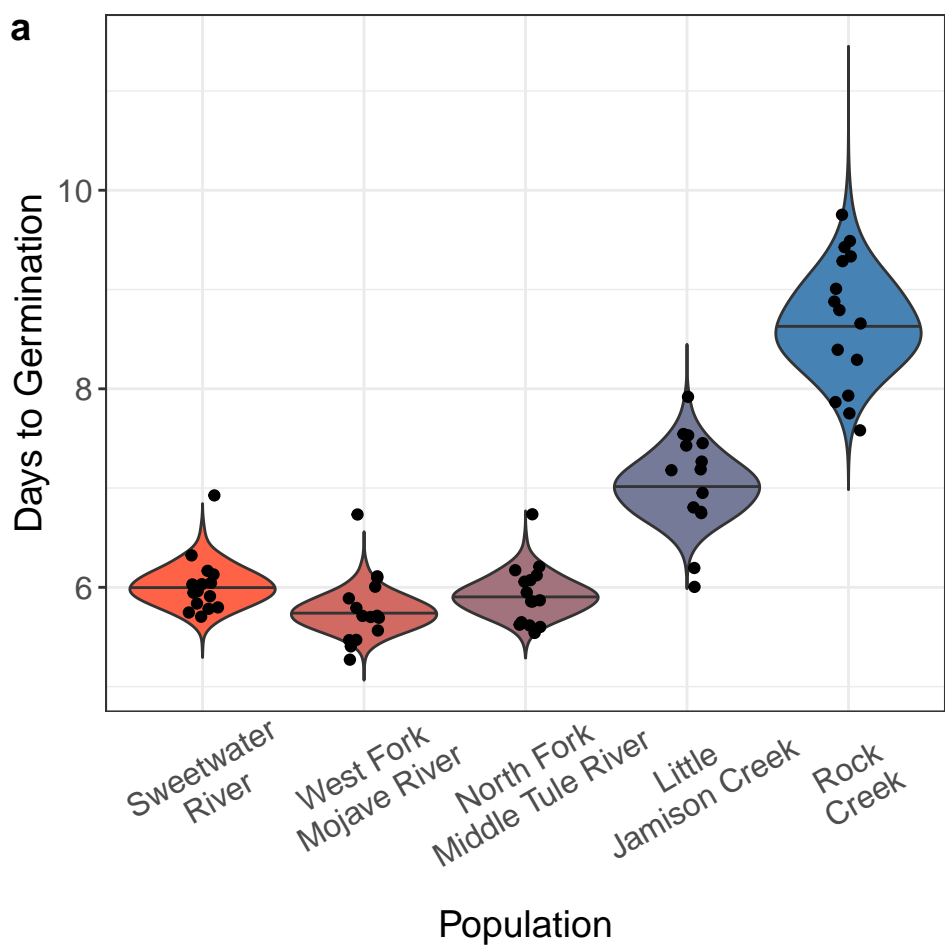 a
Days to Germination
10
8
6
Sweetwater
River
West Fork
Mojave River
North Fork
Middle Tule River
Little
Jamison Creek
Rock
Creek
Population